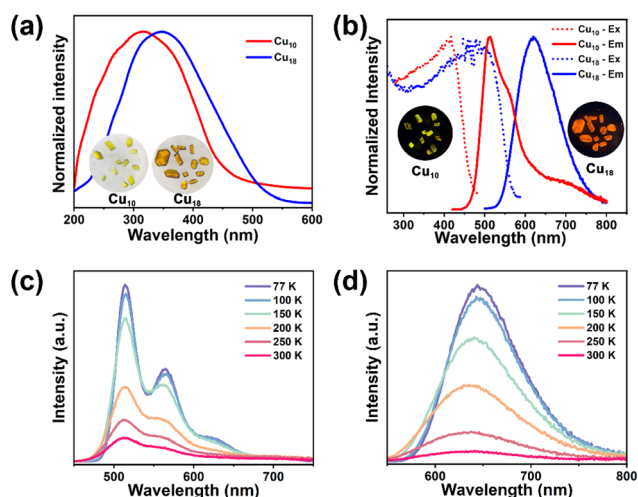 (a)
Cu10
Cu18
Normalized intensity
Cu10 Cu18
200 300 400 500 600
Wavelength (nm)
(b)
Cu10 - Ex
Cu10 - Em
Cu18 - Ex
Cu18 - Em
Normalized Intensity
Cu10
Cu18
300 400 500 600 700 800
Wavelength (nm)
(c)
77 K
100 K
150 K
200 K
250 K
300 K
Intensity (a.u.)
500 600 700
Wavelength (nm)
(d)
77 K
100 K
150 K
200 K
250 K
300 K
Intensity (a.u.)
600 700 800
Wavelength (nm)